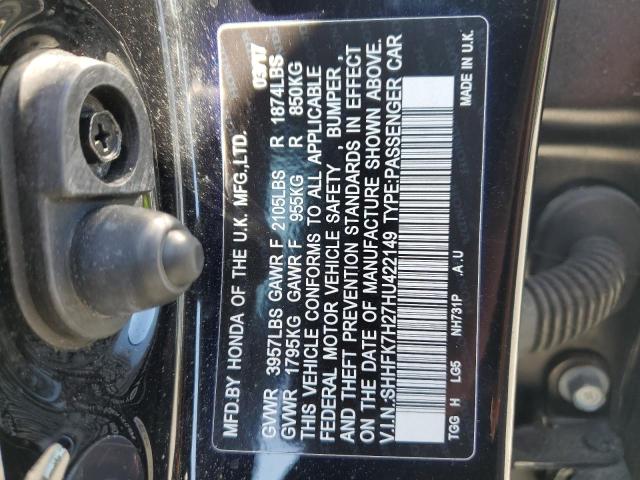 MFD.BY HONDA OF THE U.K. MFG.,LTD. 03/17
GVWR 3957LBS GAWR F 2105LBS R 1874LBS
GVWR 1795KG GAWR F 955KG R 850KG
THIS VEHICLE CONFORMS TO ALL APPLICABLE
FEDERAL MOTOR VEHICLE SAFETY , BUMPER,
AND THEFT PREVENTION STANDARDS IN EFFECT
ON THE DATE OF MANUFACTURE SHOWN ABOVE.
V.I.N.:SHHFK7H27HU422149 TYPE:PASSENGER CAR
TGG H LG5 NH731P .A.U MADE IN U.K.